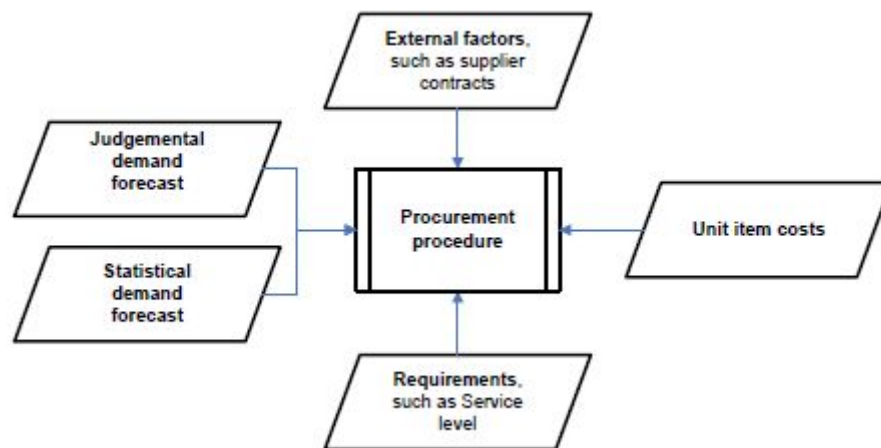 External factors,
such as supplier
contracts
Judgemental
demand
forecast
Procurement
procedure
Unit item costs
Statistical
demand
forecast
Requirements,
such as Service
level